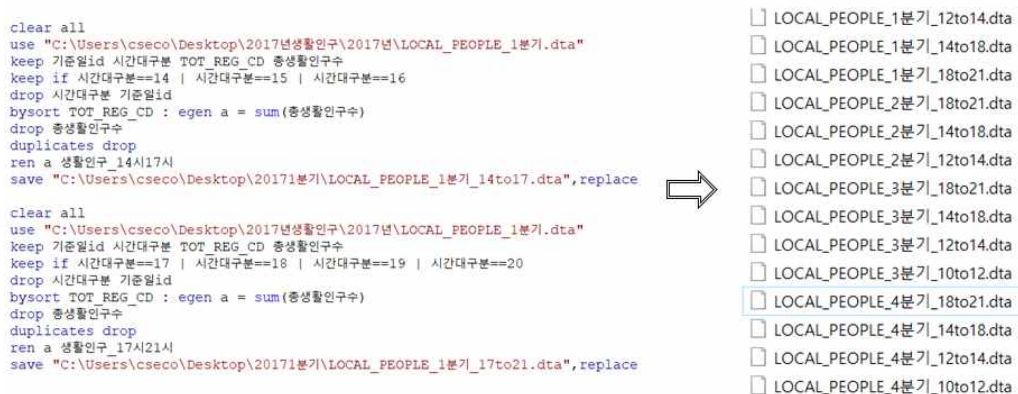 clear all
use "C:\Users\cseco\Desktop\2017년생활인구\2017년\LOCAL_PEOPLE_1분기.dta"
keep 기준일id 시간대구분 TOT_REG_CD 총생활인구수
keep if 시간대구분==14 | 시간대구분==15 | 시간대구분==16
drop 시간대구분 기준일id
bysort TOT_REG_CD : egen a = sum(총생활인구수)
drop 총생활인구수
duplicates drop
ren a 생활인구_14시17시
save "C:\Users\cseco\Desktop\20171분기\LOCAL_PEOPLE_1분기_14to17.dta",replace
clear all
use "C:\Users\cseco\Desktop\2017년생활인구\2017년\LOCAL_PEOPLE_1분기.dta"
keep 기준일id 시간대구분 TOT_REG_CD 총생활인구수
keep if 시간대구분==17 | 시간대구분==18 | 시간대구분==19 | 시간대구분==20
drop 시간대구분 기준일id
bysort TOT_REG_CD : egen a = sum(총생활인구수)
drop 총생활인구수
duplicates drop
ren a 생활인구_17시21시
save "C:\Users\cseco\Desktop\20171분기\LOCAL_PEOPLE_1분기_17to21.dta",replace
LOCAL_PEOPLE_1분기_12to14.dta
LOCAL_PEOPLE_1분기_14to18.dta
LOCAL_PEOPLE_1분기_18to21.dta
LOCAL_PEOPLE_2분기_18to21.dta
LOCAL_PEOPLE_2분기_14to18.dta
LOCAL_PEOPLE_2분기_12to14.dta
LOCAL_PEOPLE_3분기_18to21.dta
LOCAL_PEOPLE_3분기_14to18.dta
LOCAL_PEOPLE_3분기_12to14.dta
LOCAL_PEOPLE_3분기_10to12.dta
LOCAL_PEOPLE_4분기_18to21.dta
LOCAL_PEOPLE_4분기_14to18.dta
LOCAL_PEOPLE_4분기_12to14.dta
LOCAL_PEOPLE_4분기_10to12.dta